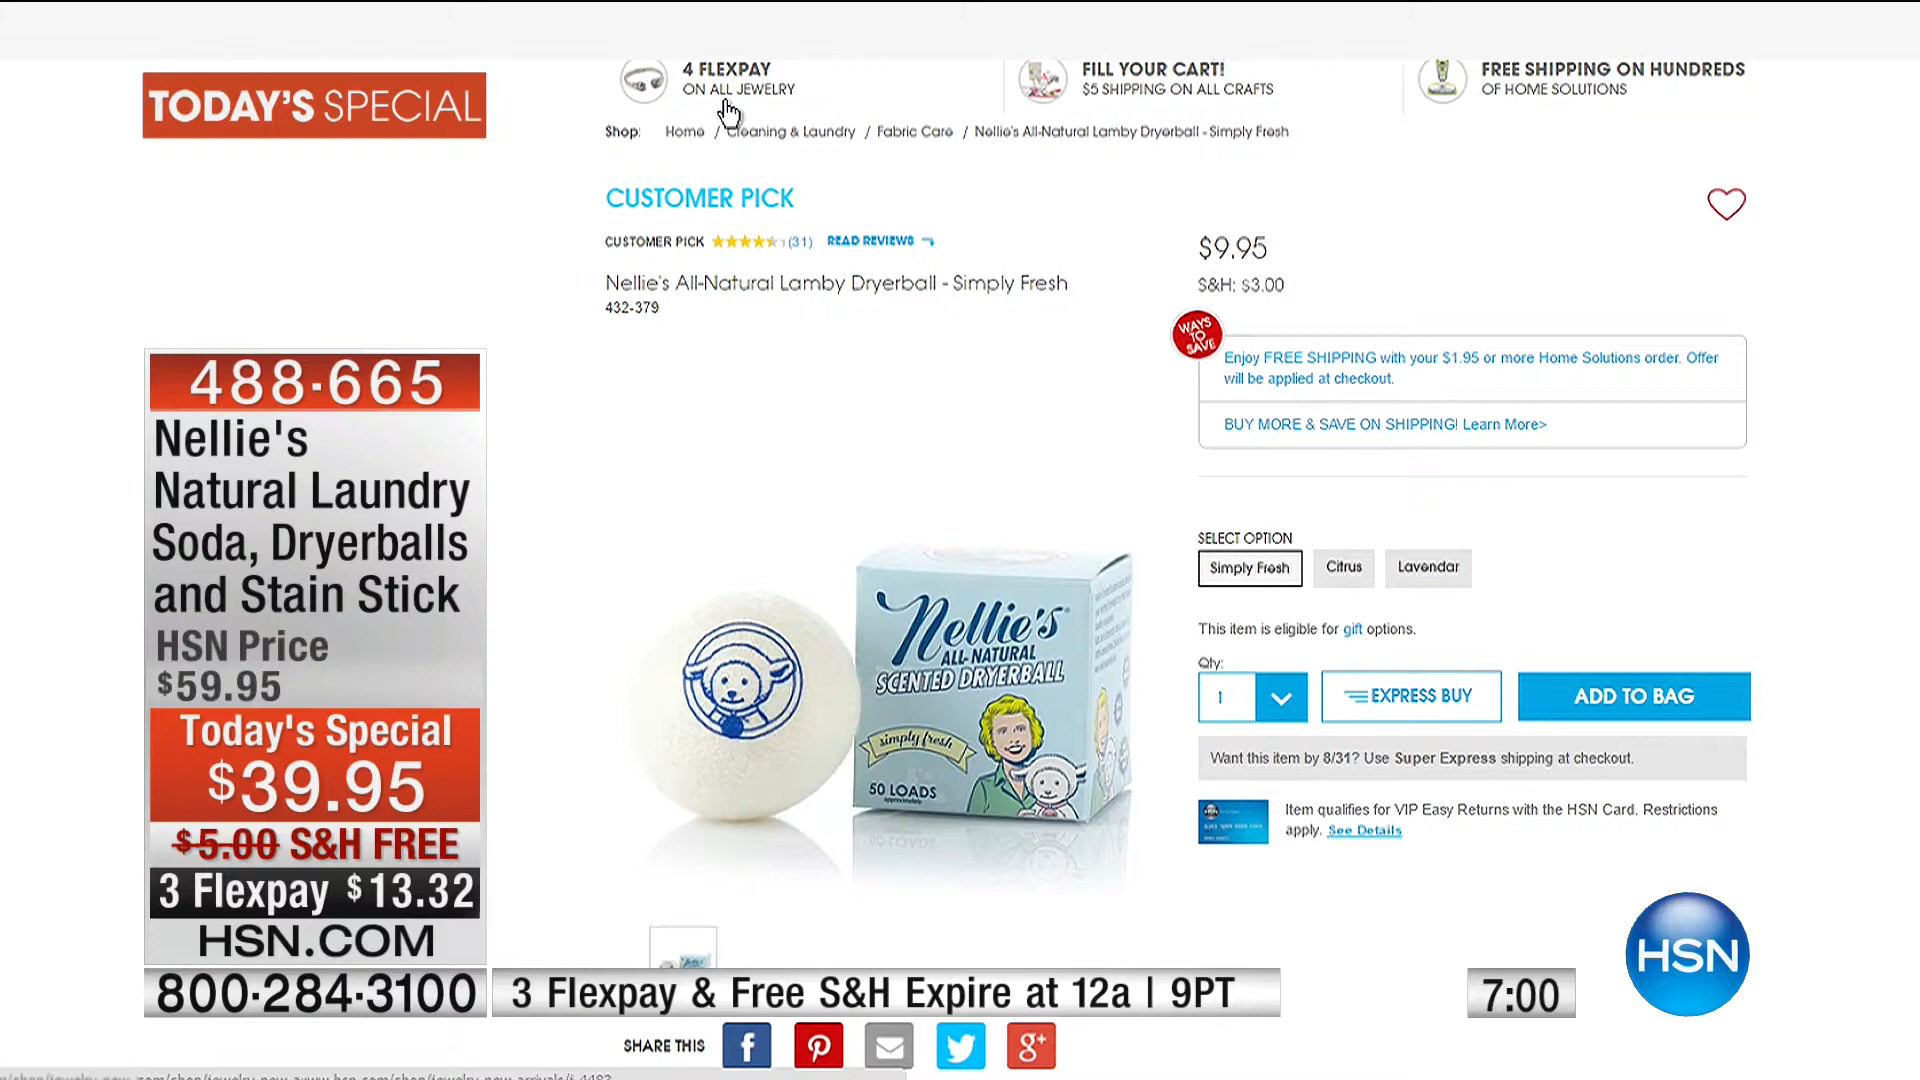 4 FLEXPAY
ON ALL JEWELRY
FILL YOUR CART!
$5 SHIPPING ON ALL CRAFTS
FREE SHIPPING ON HUNDREDS
OF HOME SOLUTIONS
TODAY'S SPECIAL
Shop: Home / Cleaning & Laundry / Fabric Care / Nellie's All-Natural Lamby Dryerball - Simply Fresh
CUSTOMER PICK
CUSTOMER PICK (31) READ REVIEWS
Nellie's All-Natural Lamby Dryerball - Simply Fresh
432-379
$9.95
S&H: $3.00
WAYS
TO
SAVE
Enjoy FREE SHIPPING with your $1.95 or more Home Solutions order. Offer
will be applied at checkout.
BUY MORE & SAVE ON SHIPPING! Learn More>
SELECT OPTION
Simply Fresh Citrus Lavendar
This item is eligible for gift options.
Qty:
1 EXPRESS BUY ADD TO BAG
Want this item by 8/31? Use Super Express shipping at checkout.
Item qualifies for VIP Easy Returns with the HSN Card. Restrictions
apply. See Details
Nellie's
ALL-NATURAL
SCENTED DRYERBALL
simply fresh
50 LOADS
approximately
488-665
Nellie's
Natural Laundry
Soda, Dryerballs
and Stain Stick
HSN Price
$59.95
Today's Special
$39.95
$5.00 S&H FREE
3 Flexpay $13.32
HSN.COM
800-284-3100
3 Flexpay & Free S&H Expire at 12a | 9PT
7:00
HSN
SHARE THIS